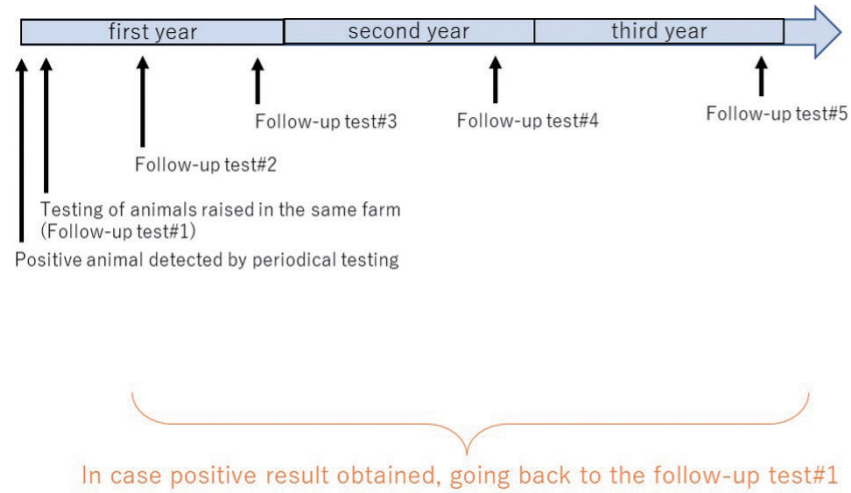 first year
second year
third year
Follow-up test#3
Follow-up test#4
Follow-up test#5
Follow-up test#2
Testing of animals raised in the same farm
(Follow-up test#1)
Positive animal detected by periodical testing
In case positive result obtained, going back to the follow-up test#1